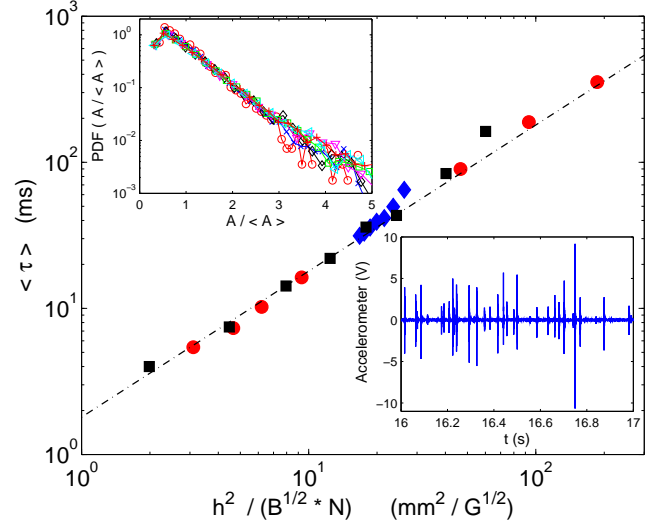 10^3
10^2
10^1
10^0
< τ > (ms)
10^0
10^1
10^2
h^2 / (B^{1/2} * N) (mm^2 / G^{1/2})
10^0
10^-1
10^-2
10^-3
PDF ( A / < A > )
0 1 2 3 4 5
A / < A >
10
5
0
−5
−10
Accelerometer (V)
16 16.2 16.4 16.6 16.8 17
t (s)